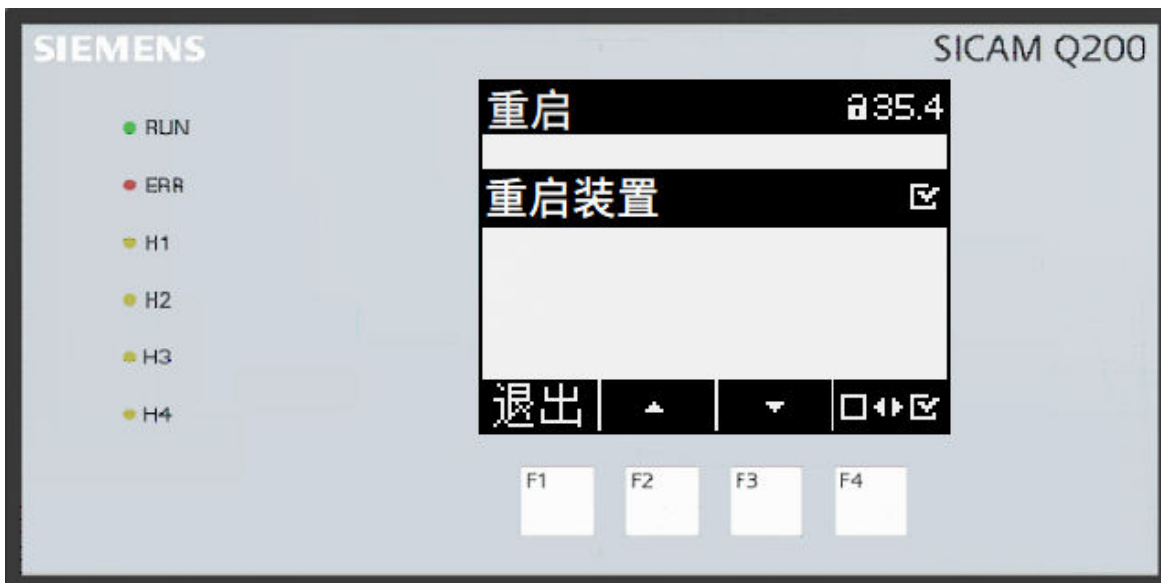 SIEMENS
SICAM Q200
RUN
ERR
H1
H2
H3
H4
重启 35.4
重启装置
退出
F1 F2 F3 F4